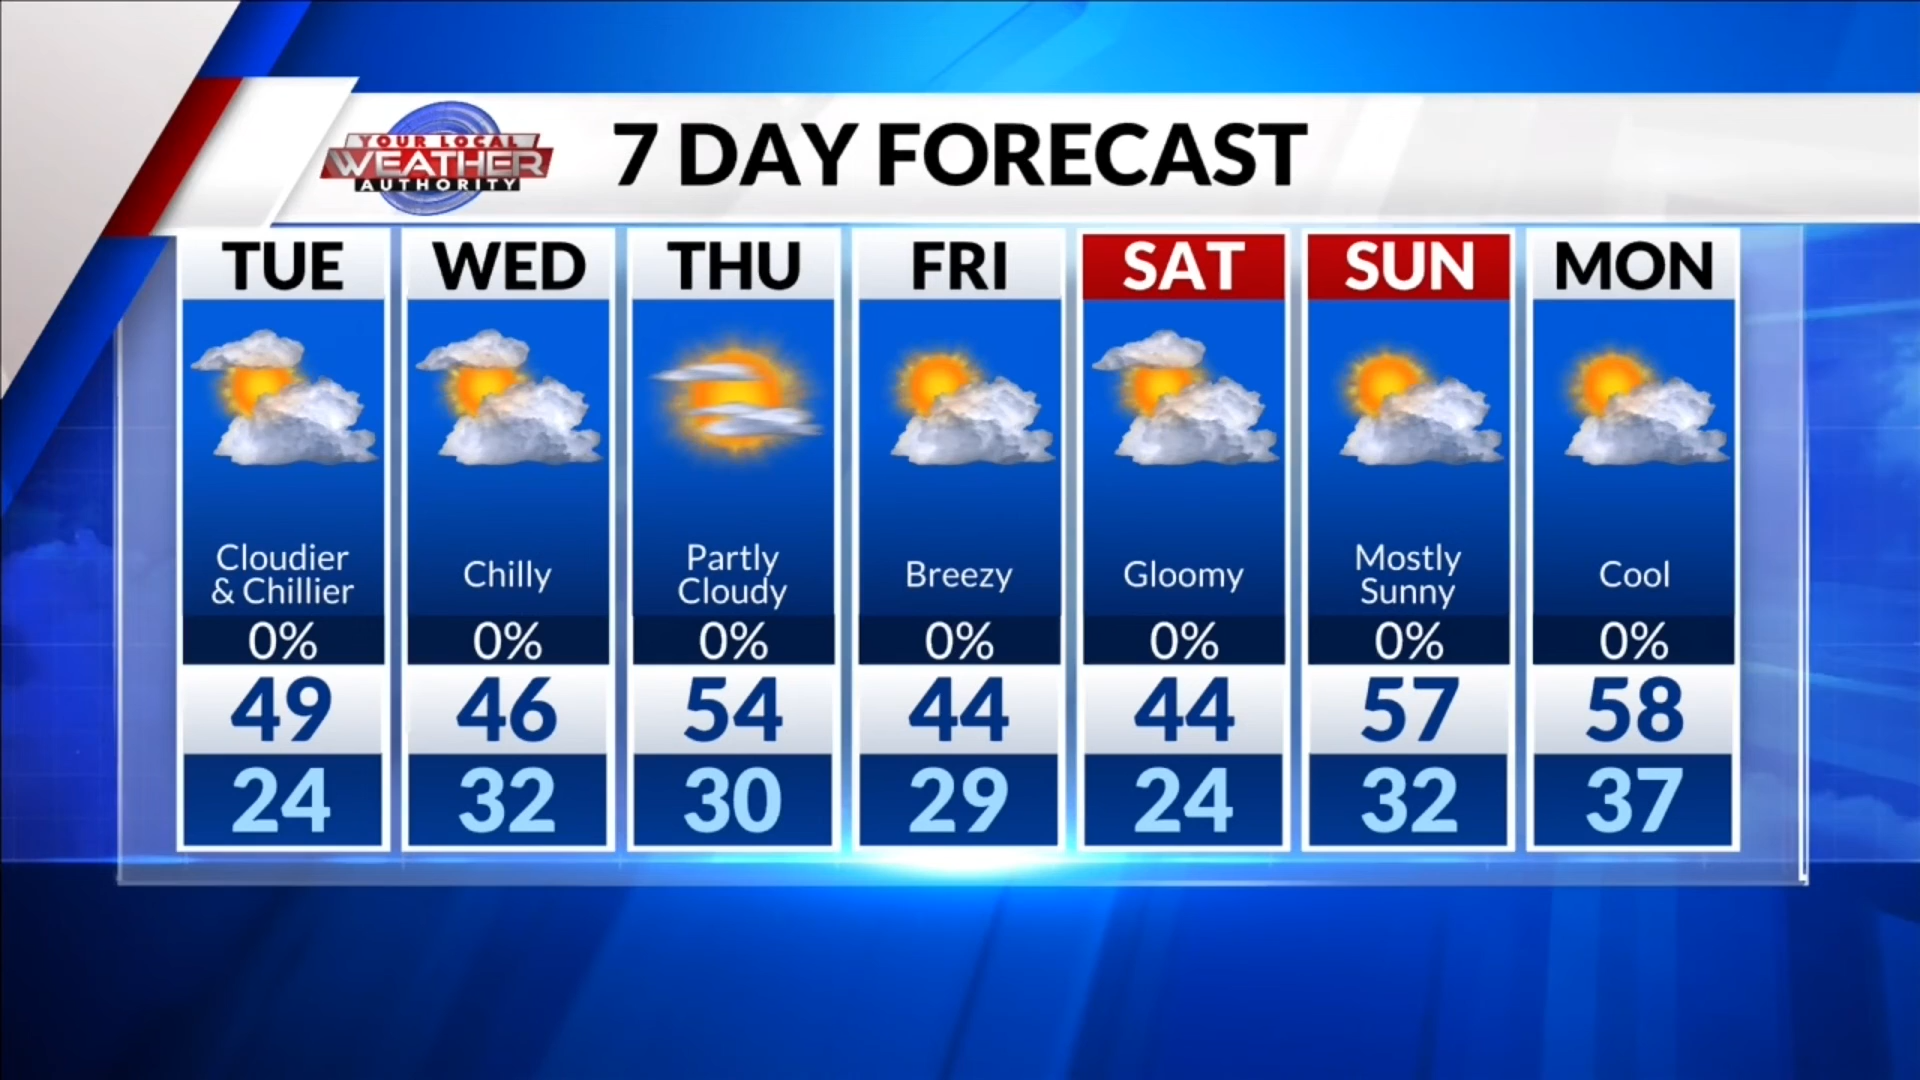 YOUR LOCAL
WEATHER
AUTHORITY
7 DAY FORECAST
TUE WED THU FRI SAT SUN MON
Cloudier
& Chillier
Chilly
Partly
Cloudy
Breezy
Gloomy
Mostly
Sunny
Cool
0% 0% 0% 0% 0% 0% 0%
49 46 54 44 44 57 58
24 32 30 29 24 32 37